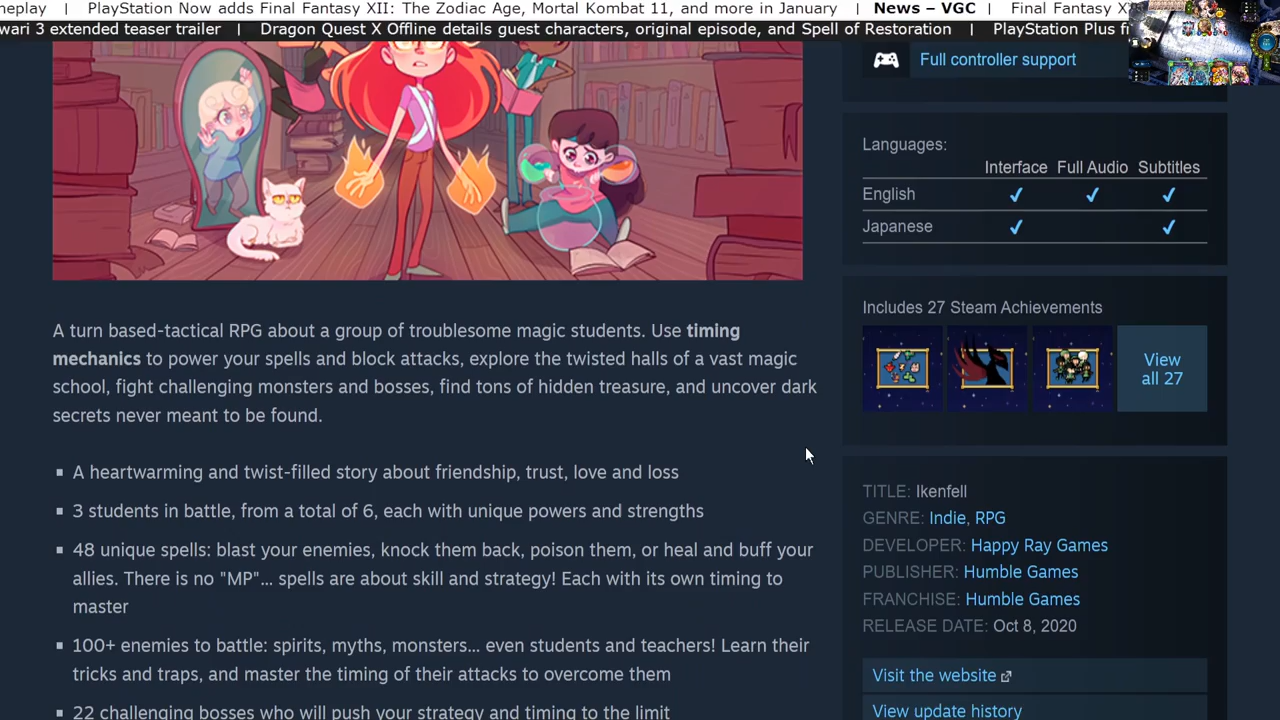 neplay | PlayStation Now adds Final Fantasy XII: The Zodiac Age, Mortal Kombat 11, and more in January | News – VGC | Final Fantasy X
wari 3 extended teaser trailer | Dragon Quest X Offline details guest characters, original episode, and Spell of Restoration | PlayStation Plus f
Full controller support
Languages:
Interface Full Audio Subtitles
English ✓ ✓ ✓
Japanese ✓ ✓
Includes 27 Steam Achievements
View
all 27
A turn based-tactical RPG about a group of troublesome magic students. Use timing
mechanics to power your spells and block attacks, explore the twisted halls of a vast magic
school, fight challenging monsters and bosses, find tons of hidden treasure, and uncover dark
secrets never meant to be found.
▪ A heartwarming and twist-filled story about friendship, trust, love and loss
▪ 3 students in battle, from a total of 6, each with unique powers and strengths
▪ 48 unique spells: blast your enemies, knock them back, poison them, or heal and buff your
allies. There is no "MP"... spells are about skill and strategy! Each with its own timing to
master
▪ 100+ enemies to battle: spirits, myths, monsters... even students and teachers! Learn their
tricks and traps, and master the timing of their attacks to overcome them
▪ 22 challenging bosses who will push your strategy and timing to the limit
TITLE: Ikenfell
GENRE: Indie, RPG
DEVELOPER: Happy Ray Games
PUBLISHER: Humble Games
FRANCHISE: Humble Games
RELEASE DATE: Oct 8, 2020
Visit the website
View update history